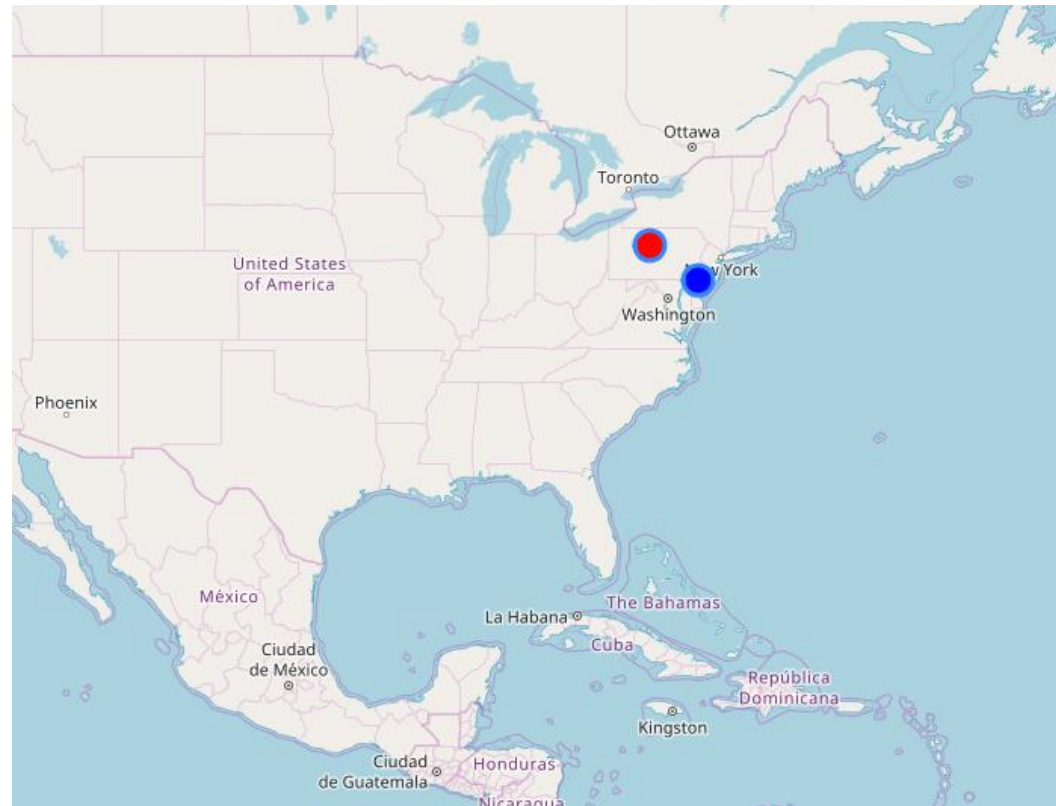 Ottawa
Toronto
New York
United States
of America
Washington
Phoenix
México
La Habana
The Bahamas
Cuba
Ciudad
de México
República
Dominicana
Kingston
Ciudad
de Guatemala
Honduras
Nicaragua